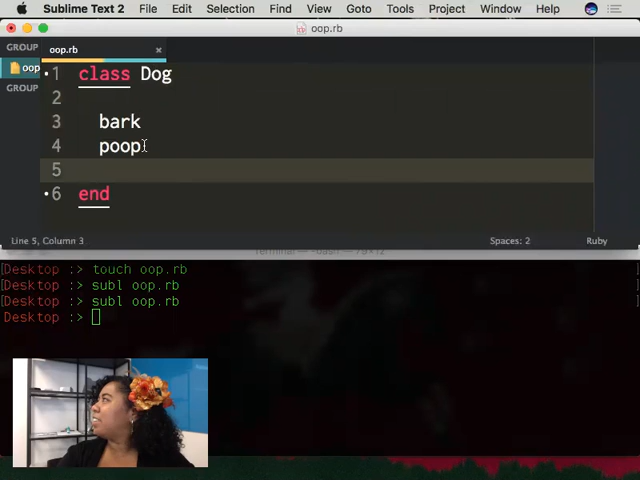 Sublime Text 2 File Edit Selection Find View Goto Tools Project Window Help
oop.rb
GROUP
oop.rb ×
oop
GROUP
1 class Dog
2
3 bark
4 poop
5
6 end
Line 5, Column 3 Spaces: 2 Ruby
[Desktop :> touch oop.rb ]
[Desktop :> subl oop.rb ]
[Desktop :> subl oop.rb ]
Desktop :>